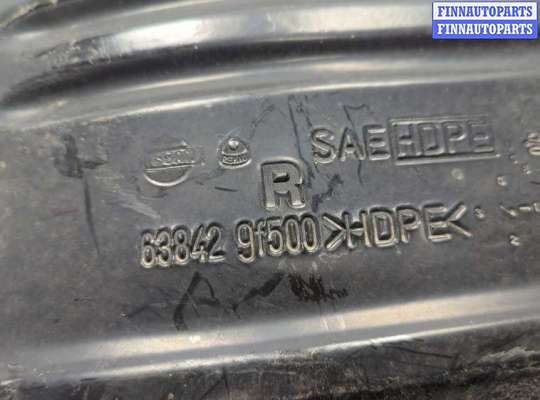 FINNAUTOPARTS
FINNAUTOPARTS
SAE HDPE
R
63842 9f500 >HDPE<